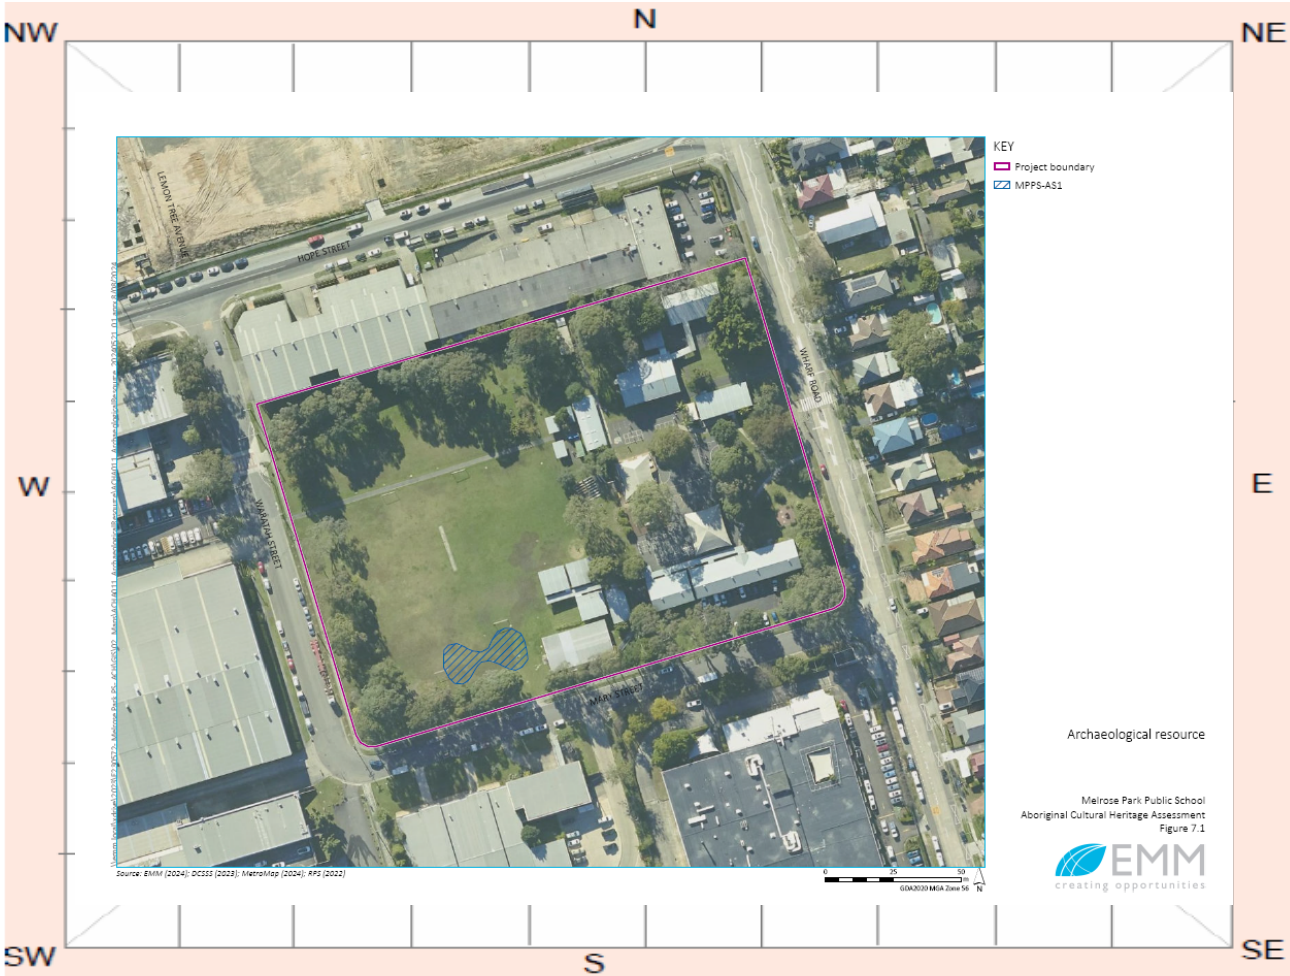 N
NW
NE
KEY
Project boundary
MPPS-AS1
LEMON TREE AVENUE
HOPE STREET
WHARF ROAD
W
E
WARATAH STREET
MARY STREET
Archaeological resource
Melrose Park Public School
Aboriginal Cultural Heritage Assessment
Figure 7.1
EMM
creating opportunities
Source: EMM (2024); DCSSS (2023); MetroMap (2024); RPS (2022)
0 25 50
m
GDA2020 MGA Zone 56
N
SW
S
SE